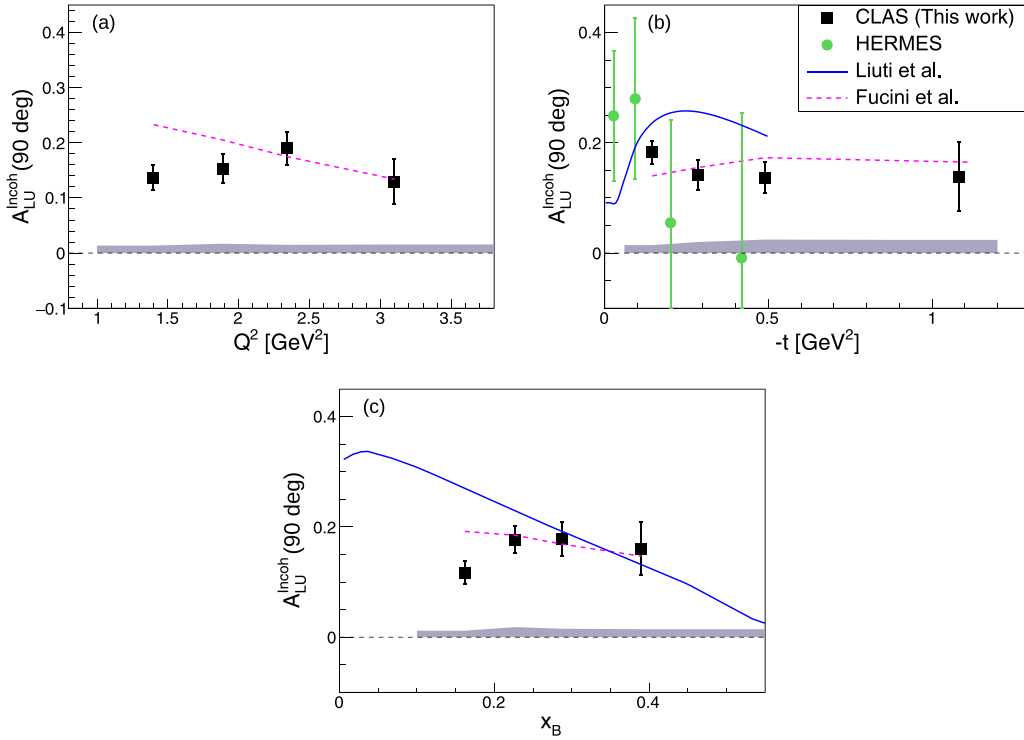 (a)
0.4
0.3
0.2
0.1
0
−0.1
A_LU^Incoh (90 deg)
1 1.5 2 2.5 3 3.5
Q² [GeV²]
(b)
CLAS (This work)
HERMES
Liuti et al.
Fucini et al.
0.4
0.2
0
A_LU^Incoh (90 deg)
0 0.5 1
-t [GeV²]
(c)
0.4
0.2
0
A_LU^Incoh (90 deg)
0 0.2 0.4
x_B